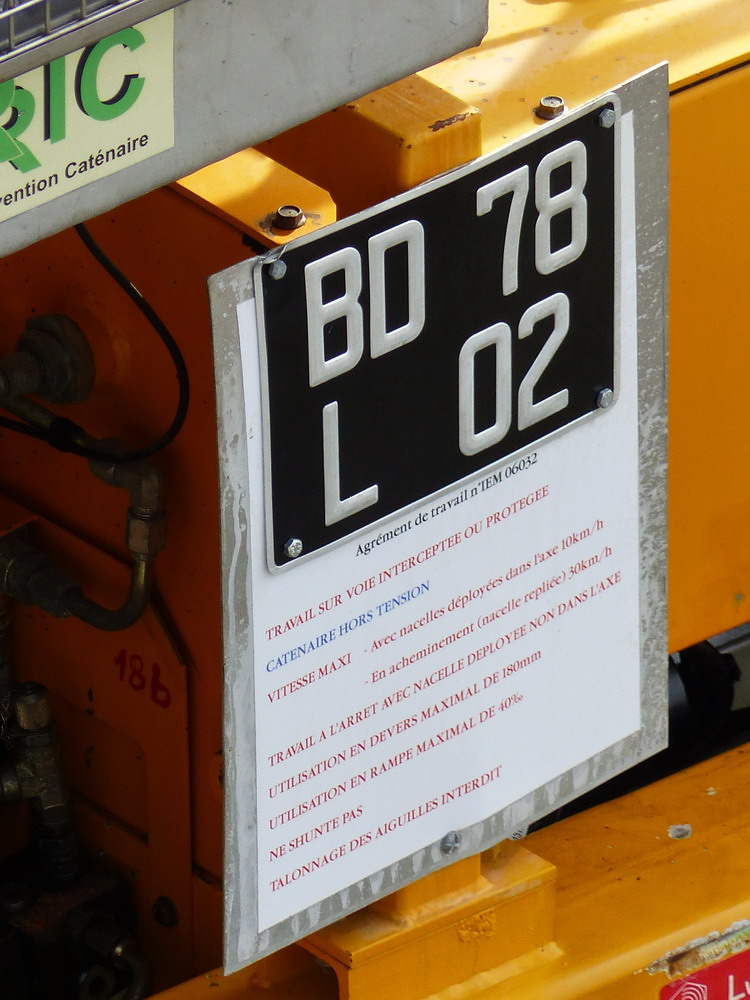 RIC
vention Caténaire
BD 78
L 02
Agrément de travail n°IEM 06032
TRAVAIL SUR VOIE INTERCEPTEE OU PROTEGEE
CATENAIRE HORS TENSION
VITESSE MAXI - Avec nacelles déployées dans l'axe 10km/h
- En acheminement (nacelle repliée) 30km/h
TRAVAIL A L'ARRET AVEC NACELLE DEPLOYEE NON DANS L'AXE
UTILISATION EN DEVERS MAXIMAL DE 180mm
UTILISATION EN RAMPE MAXIMAL DE 40‰
NE SHUNTE PAS
TALONNAGE DES AIGUILLES INTERDIT
18b